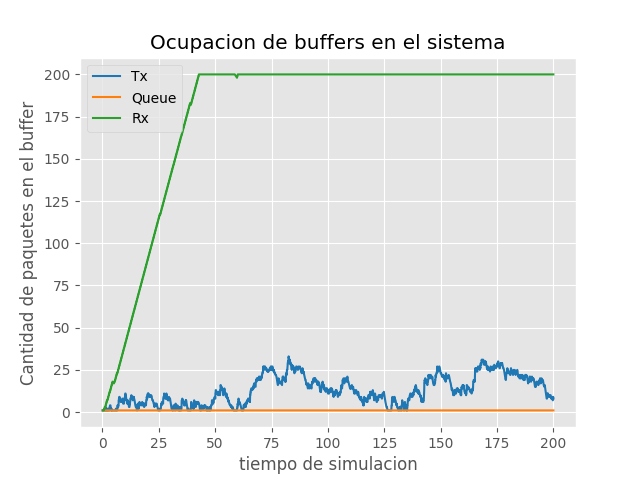 Ocupacion de buffers en el sistema
Tx
Queue
Rx
Cantidad de paquetes en el buffer
200
175
150
125
100
75
50
25
0
0 25 50 75 100 125 150 175 200
tiempo de simulacion